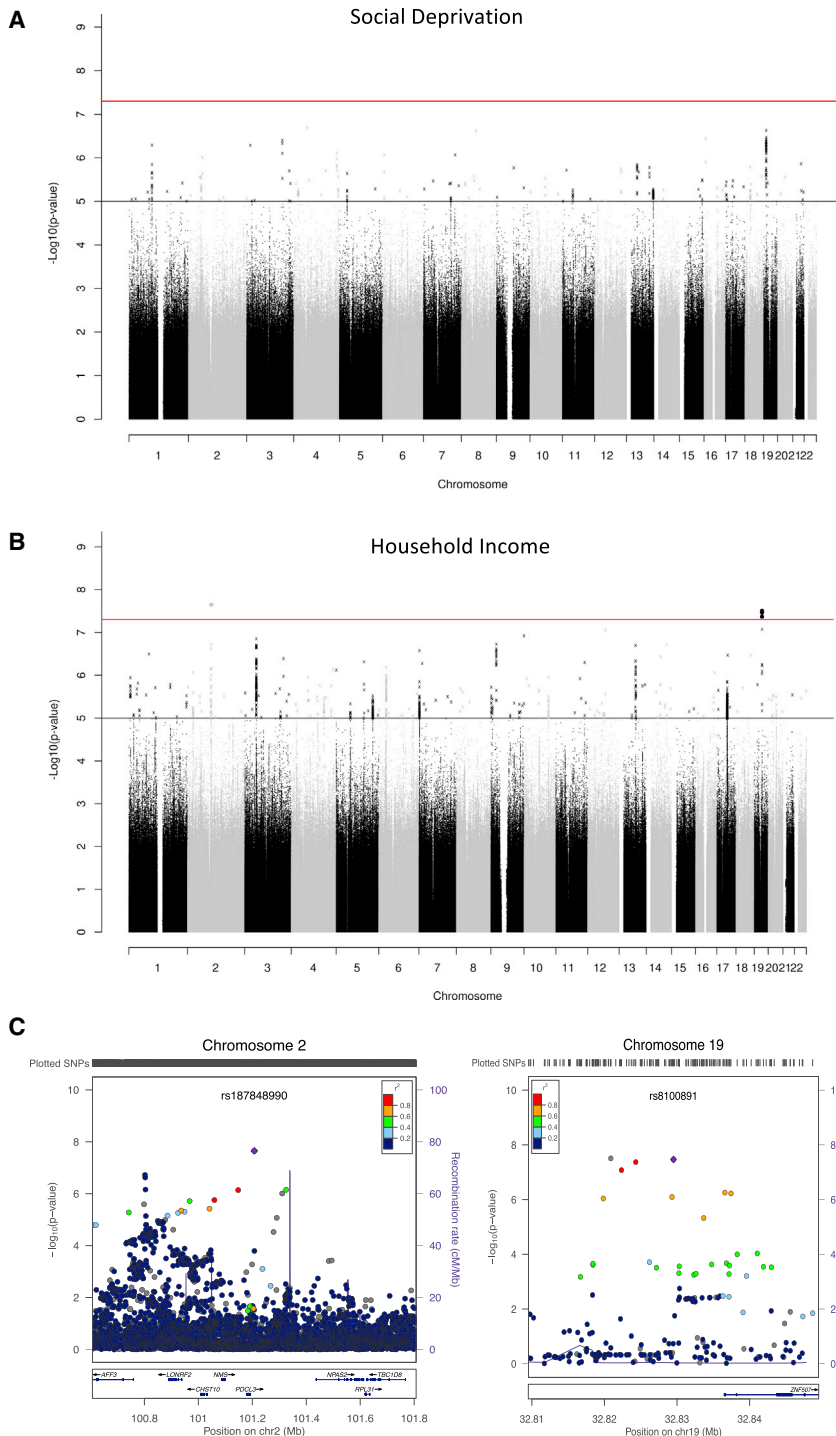 A
Social Deprivation
-Log10(p-value)
0 1 2 3 4 5 6 7 8 9
1 2 3 4 5 6 7 8 9 10 11 12 13 14 15 16 17 18 19 202122
Chromosome
B
Household Income
-Log10(p-value)
0 1 2 3 4 5 6 7 8 9
1 2 3 4 5 6 7 8 9 10 11 12 13 14 15 16 17 18 19 202122
Chromosome
C
Chromosome 2
Plotted SNPs
rs187848990
r²
0.8
0.6
0.4
0.2
−log₁₀(p−value)
0 2 4 6 8 10
Recombination rate (cM/Mb)
0 20 40 60 80 100
AFF3
LONRF2
NMS
NPAS2
TBC1D8
CHST10
PDCL3
RPL31
100.8 101 101.2 101.4 101.6 101.8
Position on chr2 (Mb)
Chromosome 19
Plotted SNPs
rs8100891
r²
0.8
0.6
0.4
0.2
−log₁₀(p−value)
0 2 4 6 8 10
ZNF507
32.81 32.82 32.83 32.84
Position on chr19 (Mb)